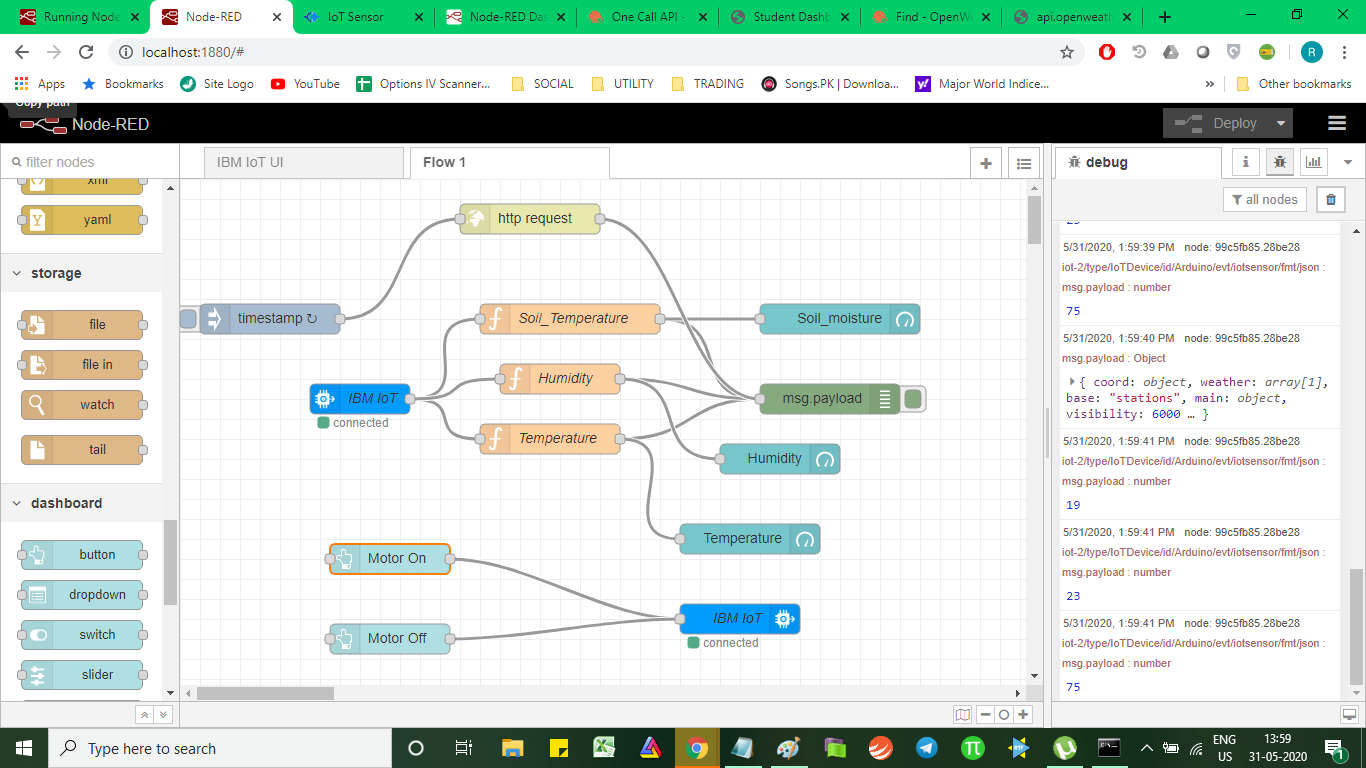 Running Node
Node-RED
IoT Sensor
Node-RED Das
One Call API -
Student Dashb
Find - OpenWe
api.openweath
localhost:1880/#
R
Apps
Bookmarks
Site Logo
YouTube
Options IV Scanner...
SOCIAL
UTILITY
TRADING
Songs.PK | Downloa...
Major World Indice...
»
Other bookmarks
Copy path
Node-RED
Deploy
filter nodes
IBM IoT UI
Flow 1
debug
all nodes
xml
yaml
storage
file
file in
watch
tail
dashboard
button
dropdown
switch
slider
http request
timestamp ↻
Soil_Temperature
Soil_moisture
Humidity
IBM IoT
connected
msg.payload
Temperature
Humidity
Temperature
Motor On
IBM IoT
connected
Motor Off
5/31/2020, 1:59:39 PM node: 99c5fb85.28be28
iot-2/type/IoTDevice/id/Arduino/evt/iotsensor/fmt/json :
msg.payload : number
75
5/31/2020, 1:59:40 PM node: 99c5fb85.28be28
msg.payload : Object
{ coord: object, weather: array[1],
base: "stations", main: object,
visibility: 6000 … }
5/31/2020, 1:59:41 PM node: 99c5fb85.28be28
iot-2/type/IoTDevice/id/Arduino/evt/iotsensor/fmt/json :
msg.payload : number
19
5/31/2020, 1:59:41 PM node: 99c5fb85.28be28
iot-2/type/IoTDevice/id/Arduino/evt/iotsensor/fmt/json :
msg.payload : number
23
5/31/2020, 1:59:41 PM node: 99c5fb85.28be28
iot-2/type/IoTDevice/id/Arduino/evt/iotsensor/fmt/json :
msg.payload : number
75
Type here to search
ENG
US
13:59
31-05-2020
1